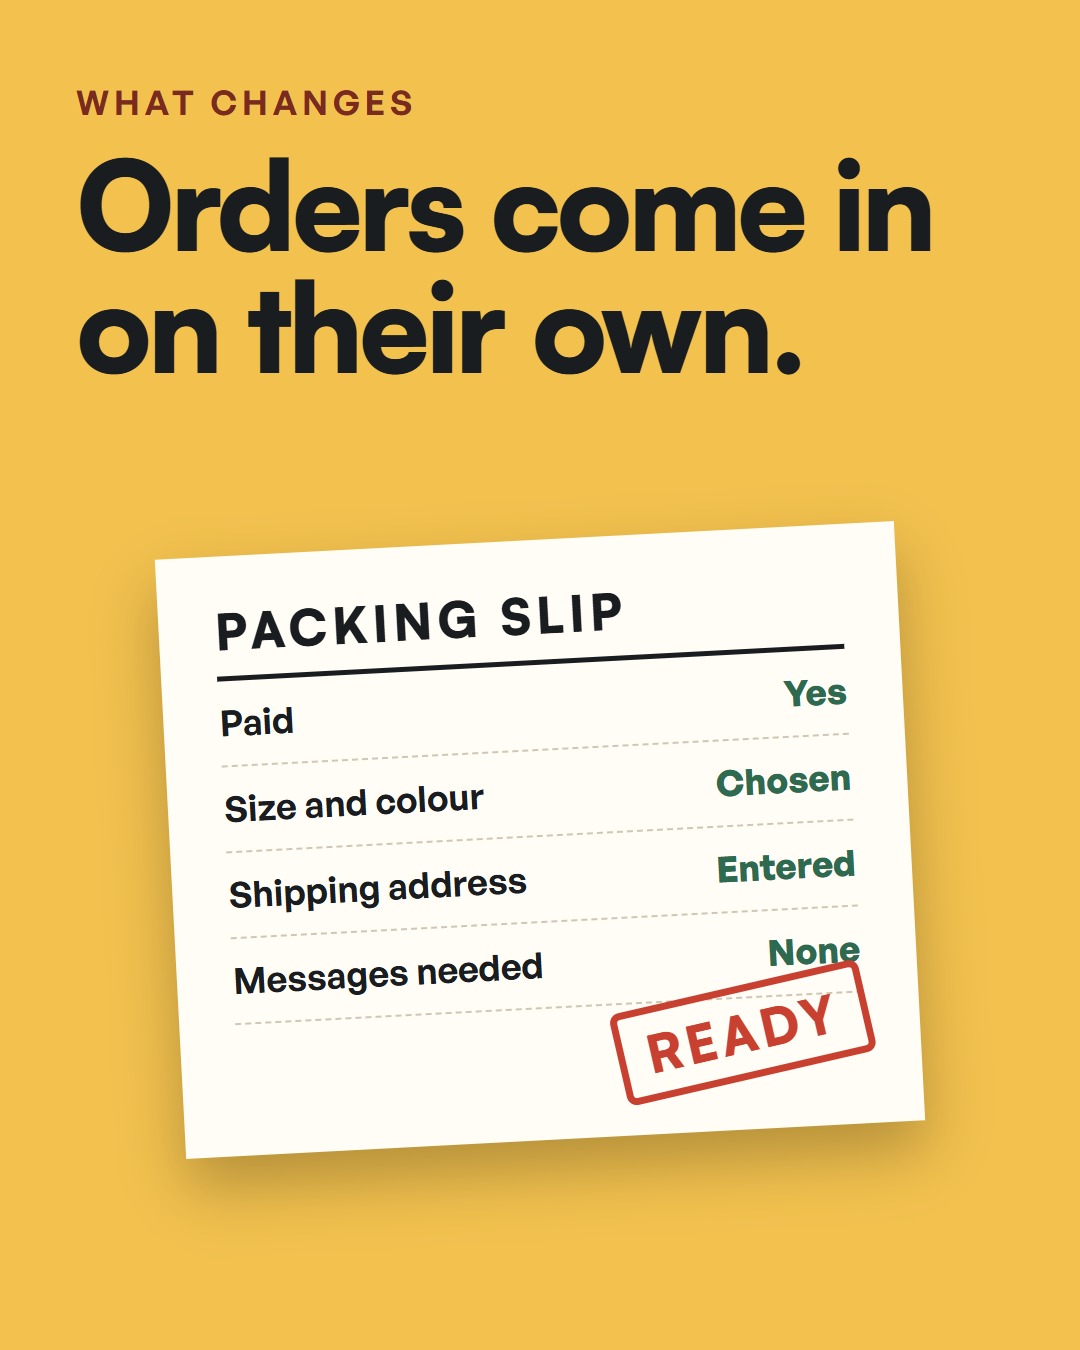 WHAT CHANGES
Orders come in
on their own.
PACKING SLIP
Paid Yes
Size and colour Chosen
Shipping address Entered
Messages needed None
READY